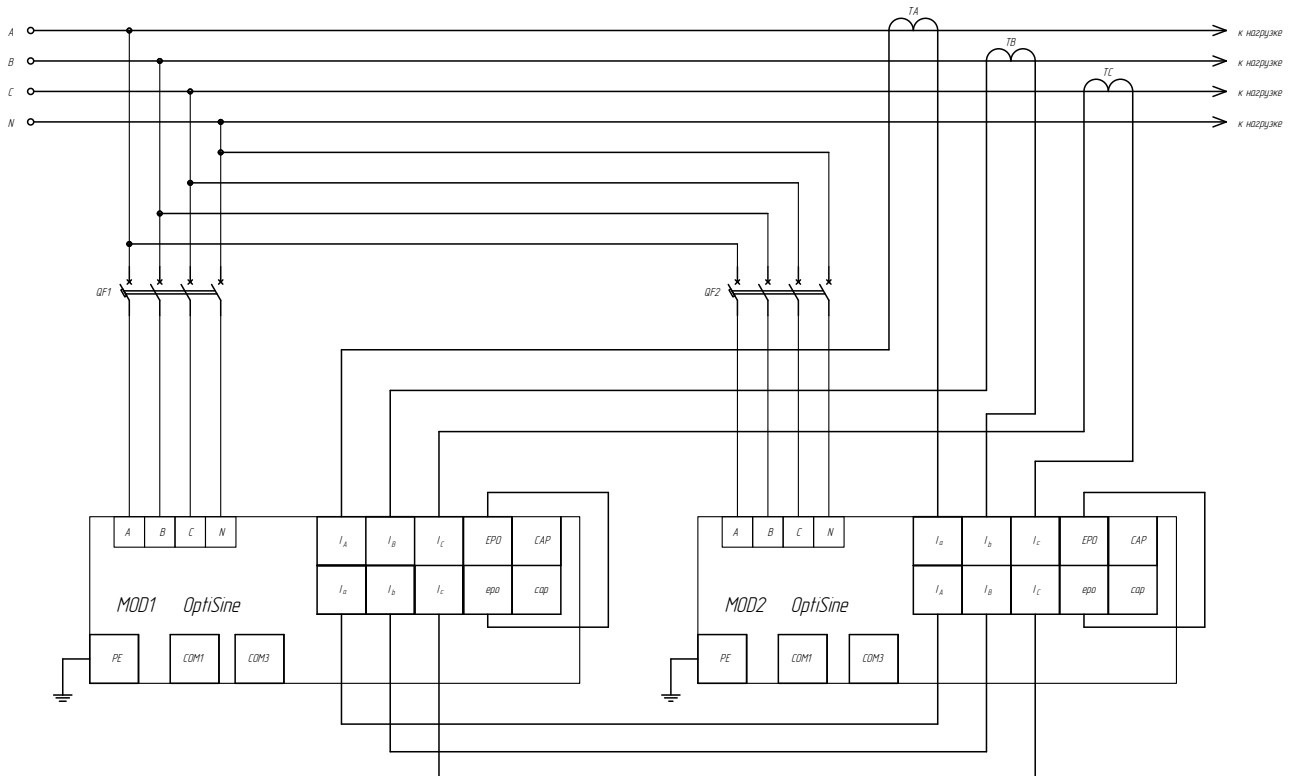 TA
A
к нагрузке
TB
B
к нагрузке
TC
C
к нагрузке
N
к нагрузке
QF1
QF2
A B C N
I_A I_B I_C EPO CAP
I_a I_b I_c epo cap
MOD1 OptiSine
PE COM1 COM3
A B C N
I_a I_b I_c EPO CAP
I_A I_B I_C epo cap
MOD2 OptiSine
PE COM1 COM3